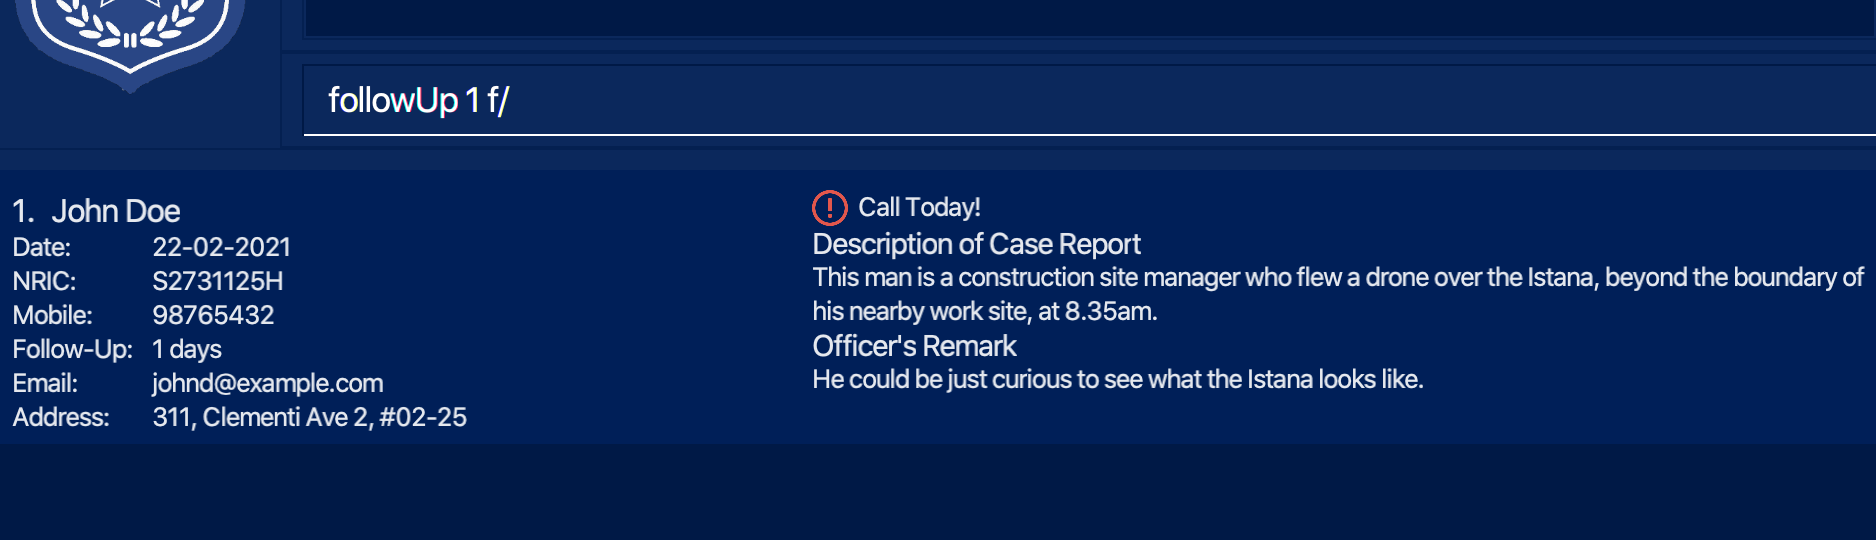 followUp 1 f/
1. John Doe
Date: 22-02-2021
NRIC: S2731125H
Mobile: 98765432
Follow-Up: 1 days
Email: johnd@example.com
Address: 311, Clementi Ave 2, #02-25
Call Today!
Description of Case Report
This man is a construction site manager who flew a drone over the Istana, beyond the boundary of
his nearby work site, at 8.35am.
Officer's Remark
He could be just curious to see what the Istana looks like.